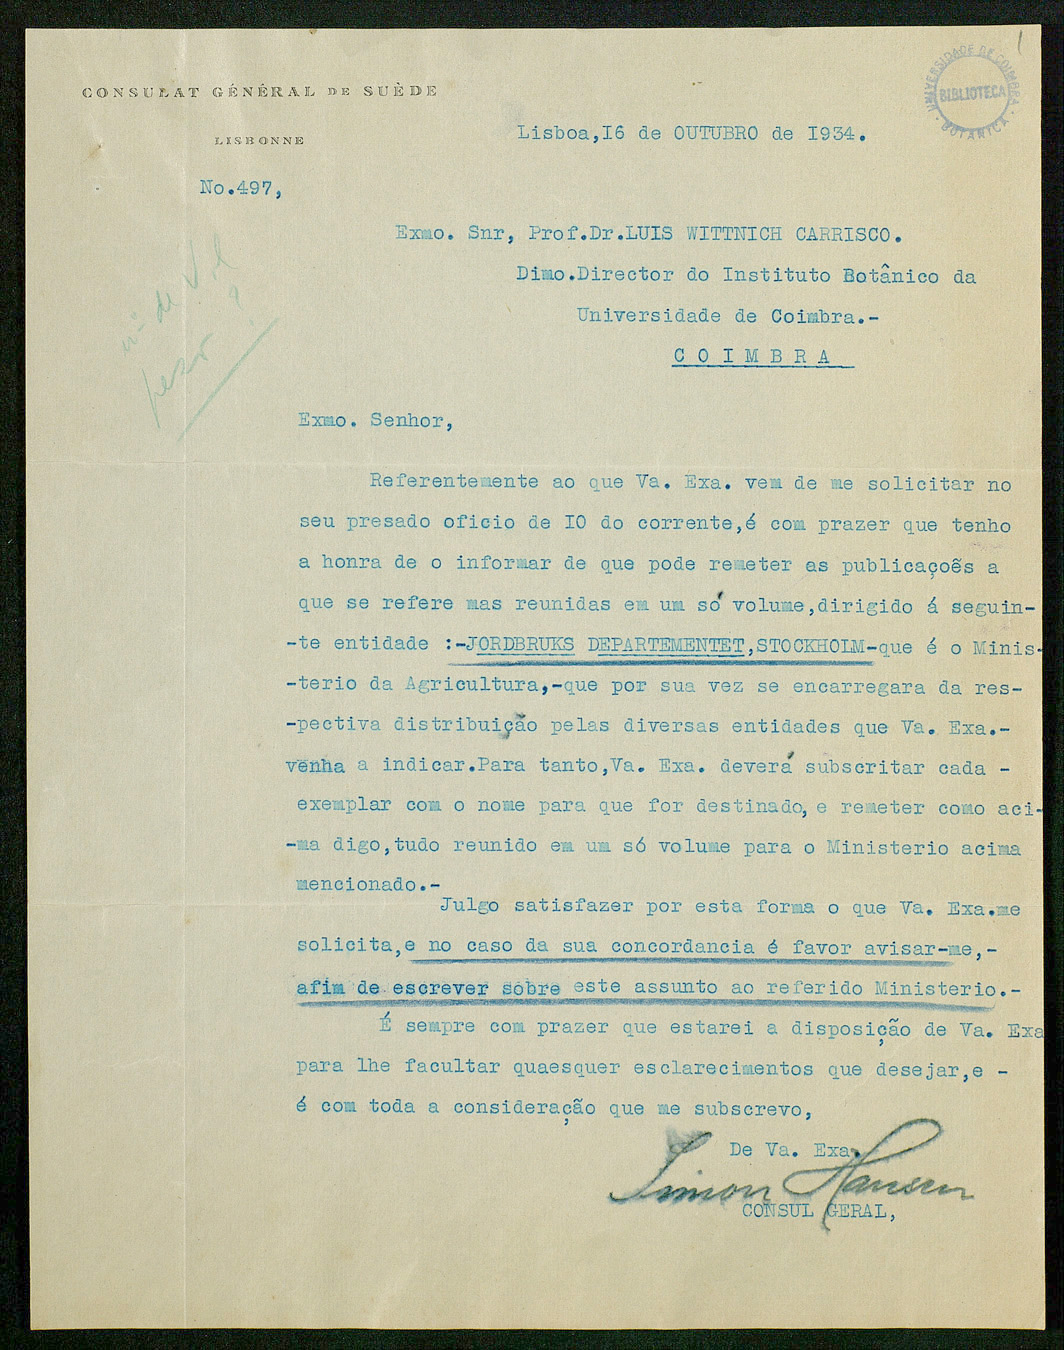 CONSULAT GÉNÉRAL DE SUÈDE
LISBONNE
UNIVERSIDADE DE COIMBRA
BIBLIOTECA
BOTANICA
1
Lisboa,I6 de OUTUBRO de I934.
No.497,
Exmo. Snr, Prof.Dr.LUIS WITTNICH CARRISCO.
Dimo.Director do Instituto Botânico da
Universidade de Coimbra.-
C O I M B R A
nº de Vol
peso ?
Exmo. Senhor,
Referentemente ao que Va. Exa. vem de me solicitar no
seu presado oficio de IO do corrente,é com prazer que tenho
a honra de o informar de que pode remeter as publicaçoẽs a
que se refere mas reunidas em um só volume,dirigido á seguin-
-te entidade :-JORDBRUKS DEPARTEMENTET,STOCKHOLM-que é o Minis-
-terio da Agricultura,-que por sua vez se encarregara da res-
-pectiva distribuição pelas diversas entidades que Va. Exa.-
venha a indicar.Para tanto,Va. Exa. deverá subscritar cada -
exemplar com o nome para que for destinado, e remeter como aci-
-ma digo,tudo reunido em um só volume para o Ministerio acima
mencionado.-
Julgo satisfazer por esta forma o que Va. Exa.me
solicita,e no caso da sua concordancia é favor avisar-me,-
afim de escrever sobre este assunto ao referido Ministerio.-
É sempre com prazer que estarei a disposição de Va. Exa
para lhe facultar quaesquer esclarecimentos que desejar,e -
é com toda a consideração que me subscrevo,
De Va. Exa.
Simon Hansen
CONSUL GERAL,